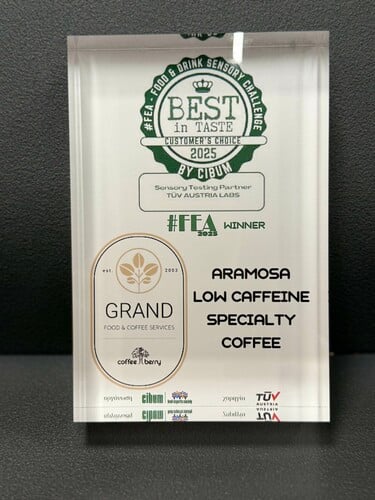 #FEA - FOOD & DRINK SENSORY CHALLENGE
BEST
in TASTE
CUSTOMER'S CHOICE
2025
BY CIBUM
Sensory Testing Partner
TÜV AUSTRIA LABS
#FEA WINNER
2025
est. 2002
GRAND
FOOD & COFFEE SERVICES
coffee berry
ARAMOSA
LOW CAFFEINE
SPECIALTY
COFFEE
οργάνωση
cibum
χορηγία
TÜV
AUSTRIA